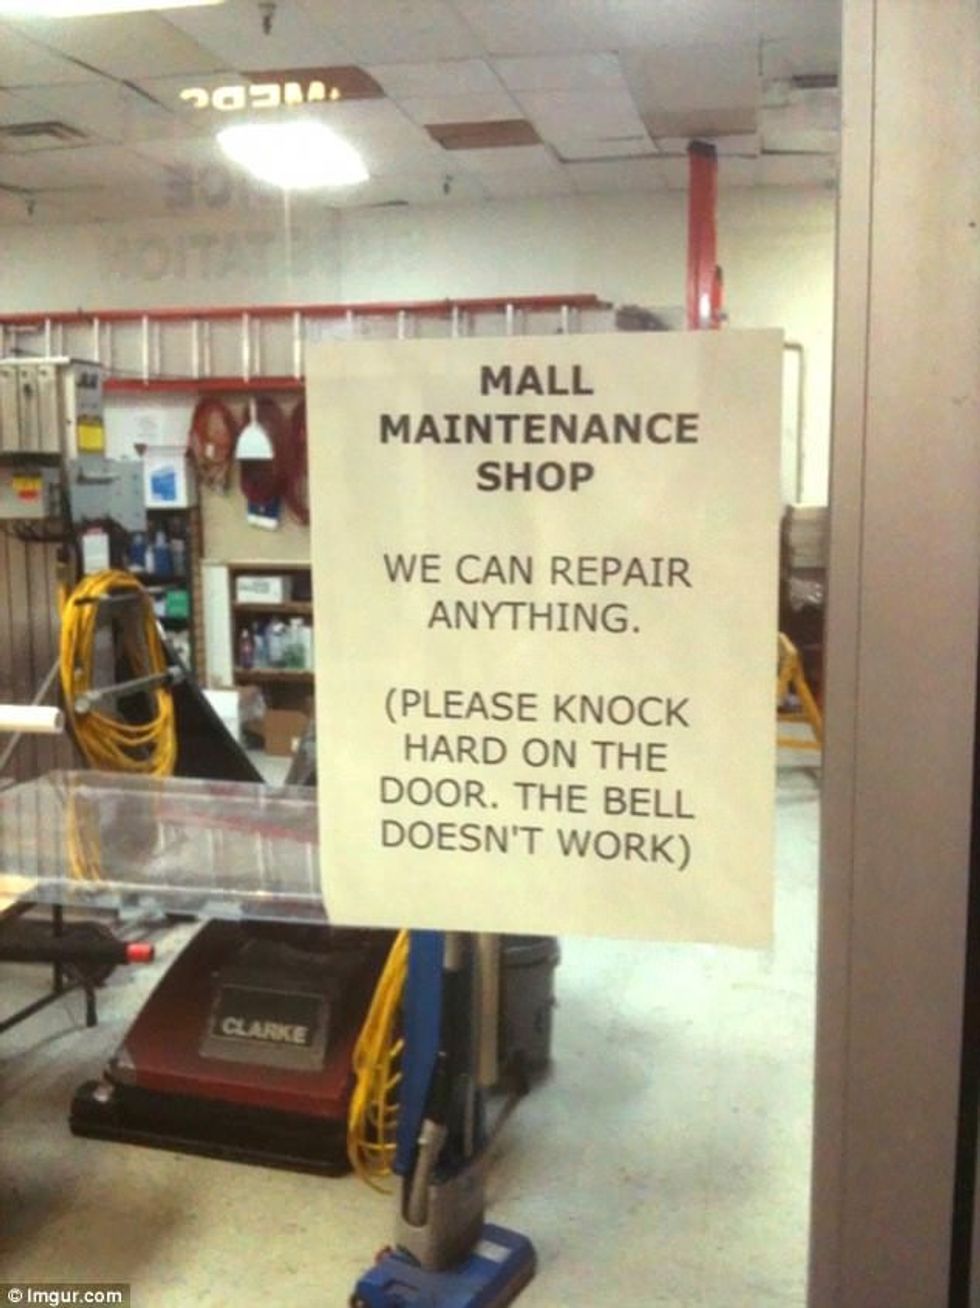 MALL
MAINTENANCE
SHOP
WE CAN REPAIR
ANYTHING.
(PLEASE KNOCK
HARD ON THE
DOOR. THE BELL
DOESN'T WORK)
CLARKE
© Imgur.com